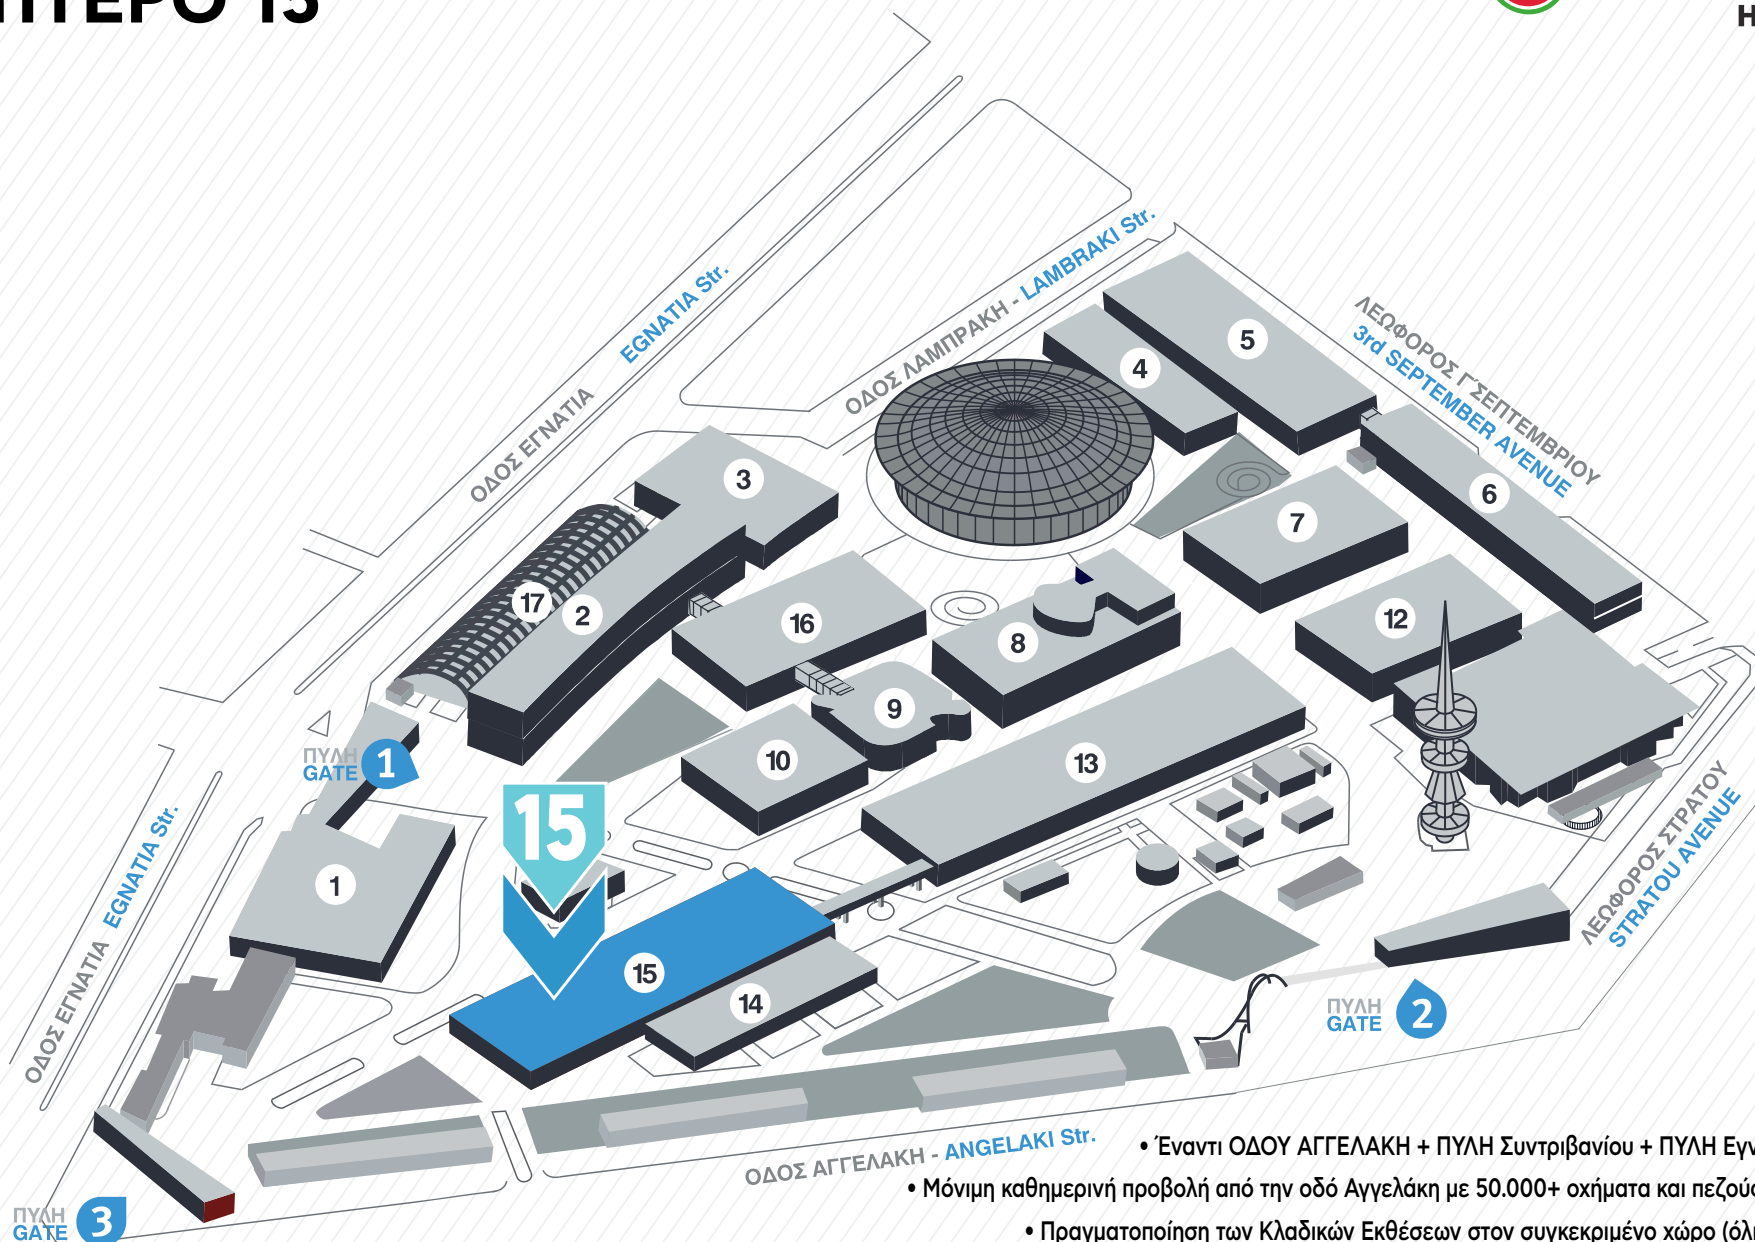 15
H
ΟΔΟΣ ΕΓΝΑΤΙΑ EGNATIA Str.
ΟΔΟΣ ΛΑΜΠΡΑΚΗ - LAMBRAKI Str.
ΛΕΩΦΟΡΟΣ Γ΄ΣΕΠΤΕΜΒΡΙΟΥ
3rd SEPTEMBER AVENUE
5
4
3
6
7
17
2
16
12
8
9
10
13
ΠΥΛΗ
GATE 1
15
1
ΟΔΟΣ ΕΓΝΑΤΙΑ EGNATIA Str.
ΛΕΩΦΟΡΟΣ ΣΤΡΑΤΟΥ
STRATOU AVENUE
15
14
ΠΥΛΗ
GATE 2
ΟΔΟΣ ΑΓΓΕΛΑΚΗ - ANGELAKI Str.
ΠΥΛΗ
GATE 3
• Έναντι ΟΔΟΥ ΑΓΓΕΛΑΚΗ + ΠΥΛΗ Συντριβανίου + ΠΥΛΗ
• Μόνιμη καθημερινή προβολή από την οδό Αγγελάκη με 50.000+ οχήματα και πεζούς
• Πραγματοποίηση των Κλαδικών Εκθέσεων στον συγκεκριμένο χώρο